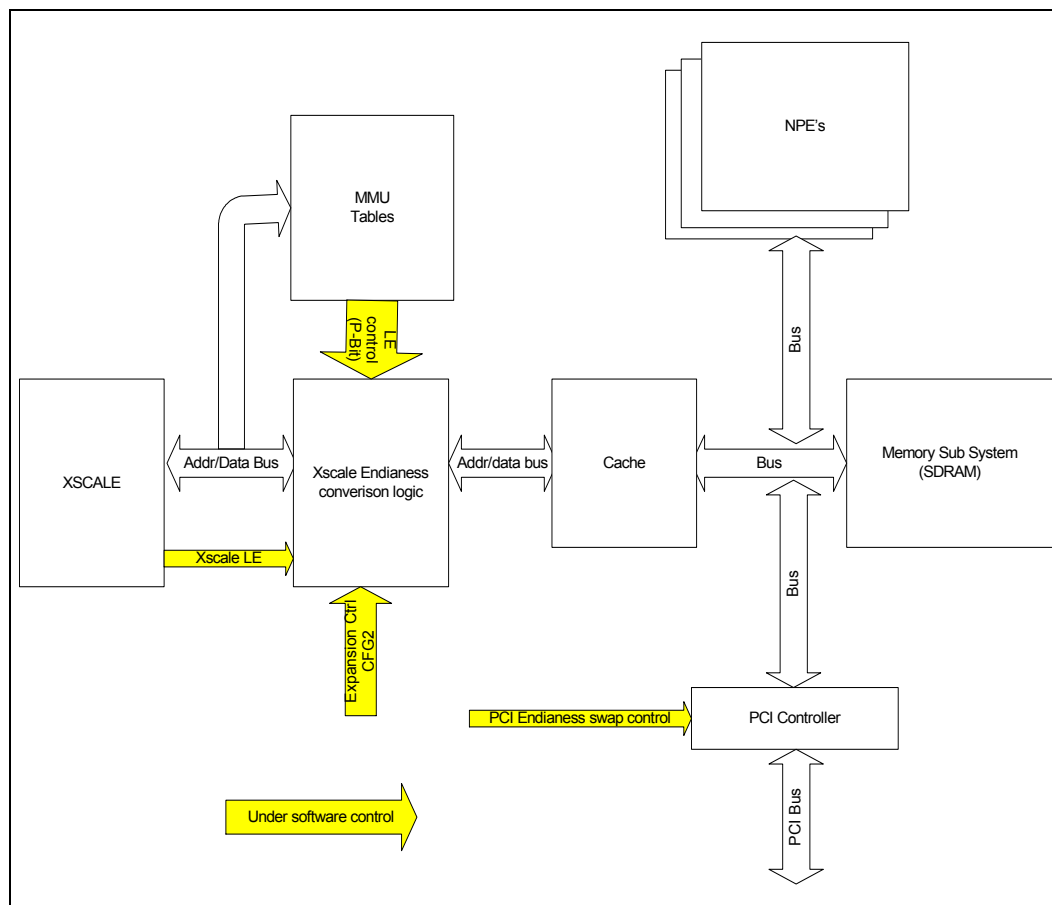 NPE's
MMU
Tables
LE
control
(P-Bit)
Bus
XSCALE
Addr/Data Bus
Xscale Endianess
converison logic
Addr/data bus
Cache
Bus
Memory Sub System
(SDRAM)
Xscale LE
Bus
Expansion Ctrl
CFG2
PCI Endianess swap control
PCI Controller
Under software control
PCI Bus